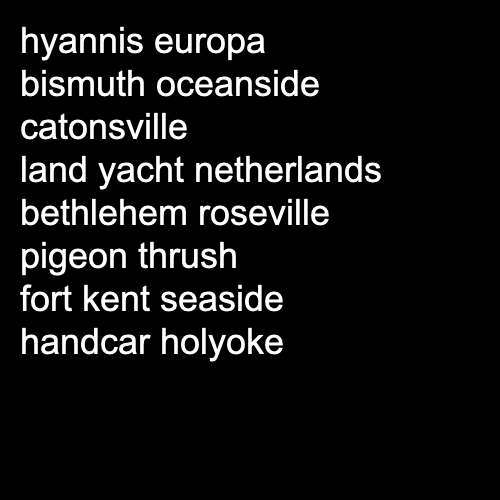 hyannis europa
bismuth oceanside
catonsville
land yacht netherlands
bethlehem roseville
pigeon thrush
fort kent seaside
handcar holyoke